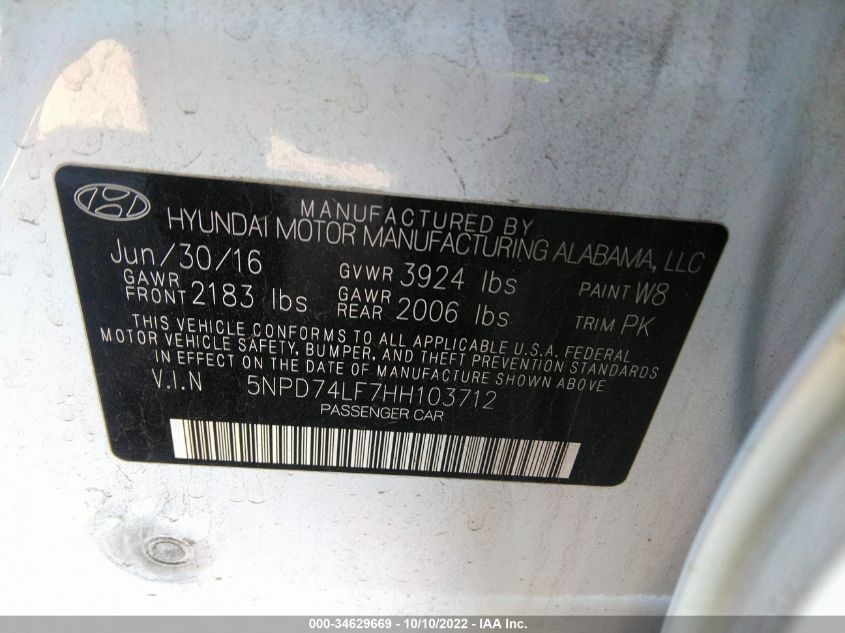 MANUFACTURED BY
HYUNDAI MOTOR MANUFACTURING ALABAMA, LLC
Jun/30/16 GVWR 3924 lbs PAINT W8
GAWR FRONT 2183 lbs GAWR REAR 2006 lbs TRIM PK
THIS VEHICLE CONFORMS TO ALL APPLICABLE U.S.A. FEDERAL
MOTOR VEHICLE SAFETY, BUMPER, AND THEFT PREVENTION STANDARDS
IN EFFECT ON THE DATE OF MANUFACTURE SHOWN ABOVE.
V.I.N 5NPD74LF7HH103712
PASSENGER CAR
000-34629669 - 10/10/2022 - IAA Inc.